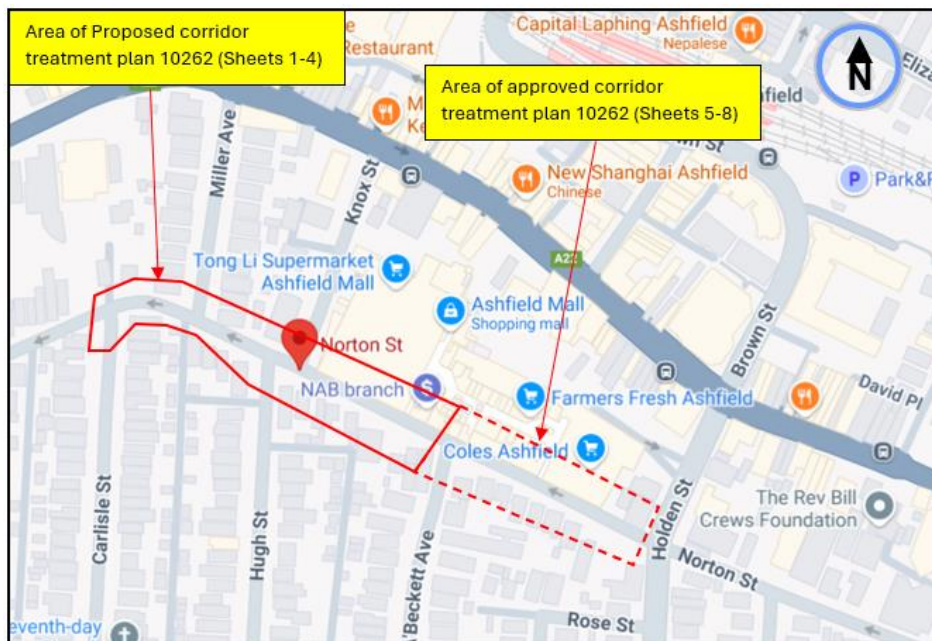 Area of Proposed corridor
treatment plan 10262 (Sheets 1-4)
Capital Laphing Ashfield
Nepalese
Restaurant
Area of approved corridor
treatment plan 10262 (Sheets 5-8)
N
Miller Ave
Knox St
New Shanghai Ashfield
Chinese
P
Park&R
Tong Li Supermarket
Ashfield Mall
A22
Ashfield Mall
Shopping mall
Brown St
Norton St
NAB branch
$
Farmers Fresh Ashfield
David Pl
Coles Ashfield
The Rev Bill
Crews Foundation
Holden St
Carlisle St
Hugh St
A'Beckett Ave
Norton St
Rose St
eventh-day